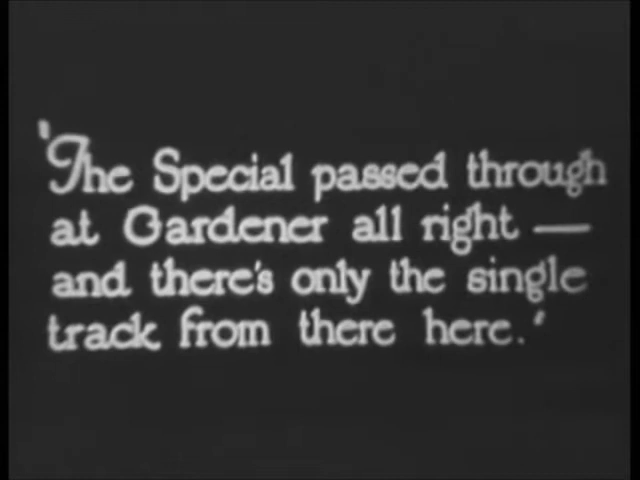 'The Special passed through
at Gardener all right —
and there's only the single
track from there here.'